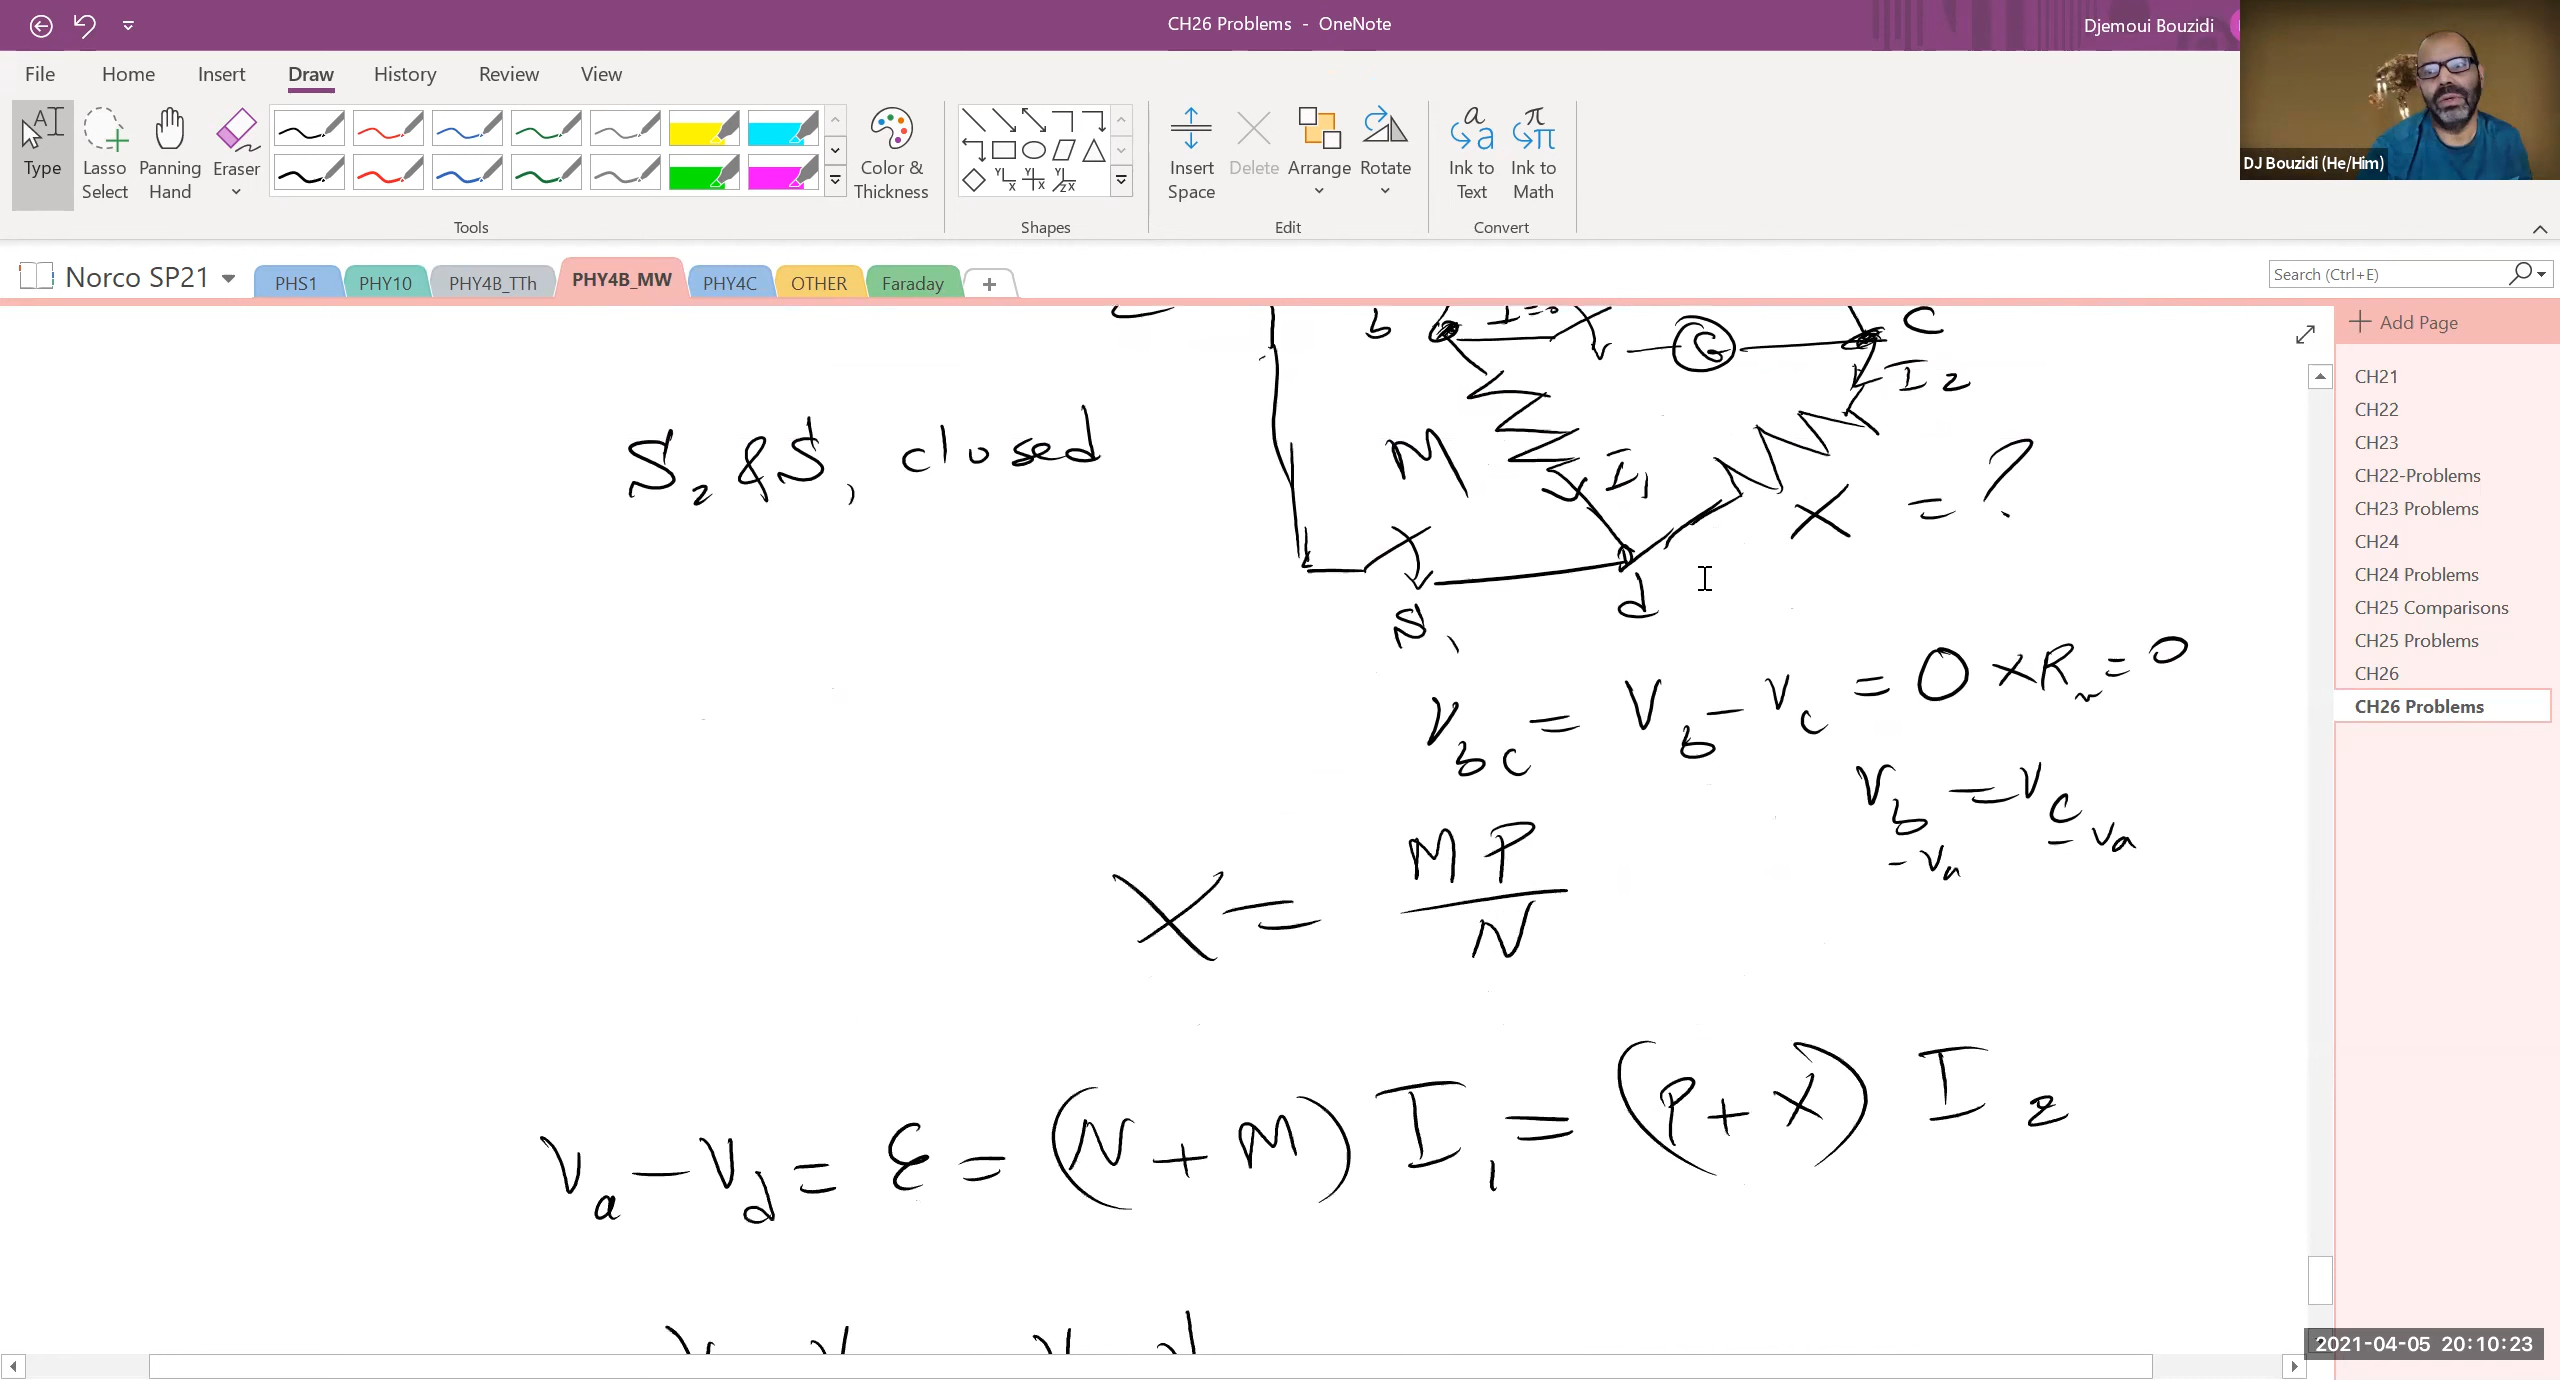 CH26 Problems - OneNote
Djemoui Bouzidi
File Home Insert Draw History Review View
Type
Lasso Select
Panning Hand
Eraser
Color & Thickness
Insert Space
Delete
Arrange
Rotate
Ink to Text
Ink to Math
Tools
Shapes
Edit
Convert
DJ Bouzidi (He/Him)
Norco SP21
PHS1 PHY10 PHY4B_TTh PHY4B_MW PHY4C OTHER Faraday +
Search (Ctrl+E)
Add Page
CH21
CH22
CH23
CH22-Problems
CH23 Problems
CH24
CH24 Problems
CH25 Comparisons
CH25 Problems
CH26
CH26 Problems
b I=0 G C
I2
S2 & S1 closed
M I1
X = ?
d
S1
Vbc = Vb - Vc = 0 × R = 0
Vb = Vc
- Va - Va
X = MP / N
Va - Vd = ε = (N + M) I1 = (P + X) I2
2021-04-05 20:10:23